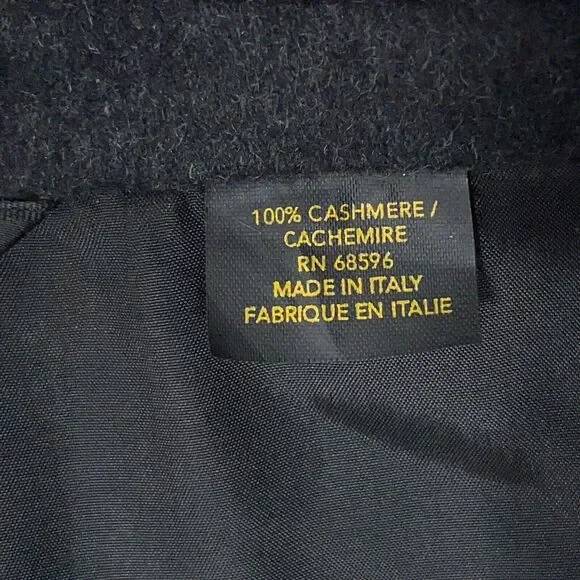 100% CASHMERE /
CACHEMIRE
RN 68596
MADE IN ITALY
FABRIQUE EN ITALIE